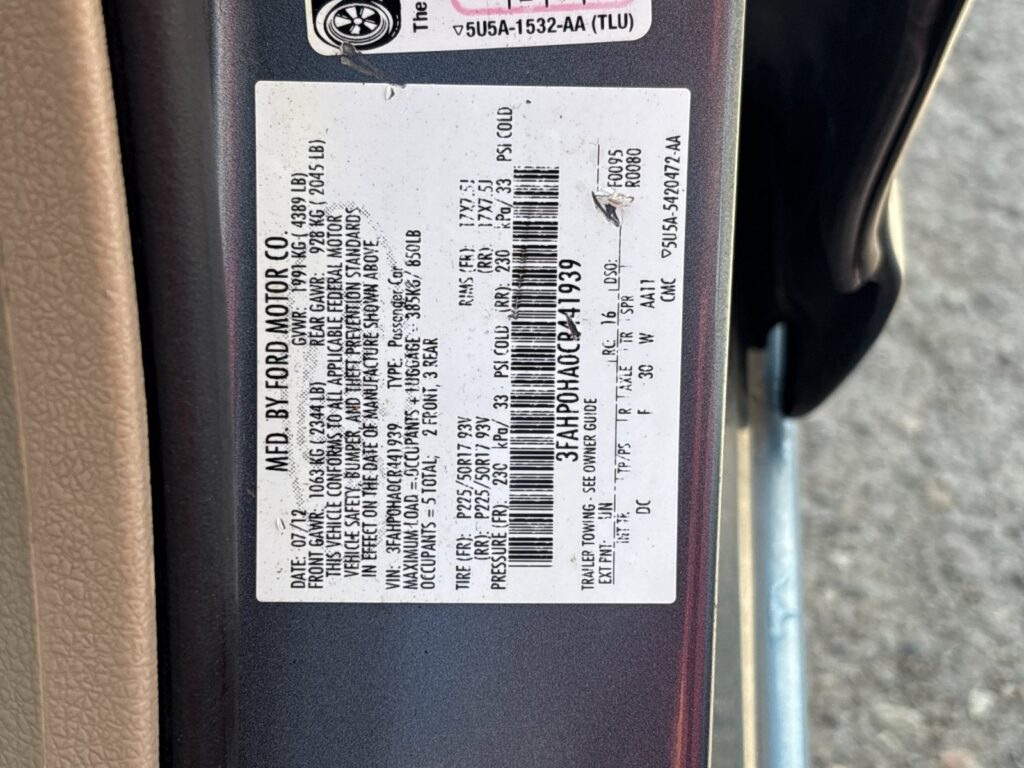 The
▽5U5A-1532-AA (TLU)
MFD. BY FORD MOTOR CO.
DATE: 07/12 GVWR: 1991 KG ( 4389 LB)
FRONT GAWR: 1063 KG ( 2344 LB) REAR GAWR: 928 KG ( 2045 LB)
THIS VEHICLE CONFORMS TO ALL APPLICABLE FEDERAL MOTOR
VEHICLE SAFETY, BUMPER, AND THEFT PREVENTION STANDARDS
IN EFFECT ON THE DATE OF MANUFACTURE SHOWN ABOVE
VIN: 3FAHP0HA0CR441939 TYPE: Passenger Car
MAXIMUM LOAD = OCCUPANTS + LUGGAGE = 385KG/ 850LB
OCCUPANTS = 5 TOTAL, 2 FRONT, 3 REAR
TIRE (FR): P225/50R17 93V RIMS (FR): 17X7.5J
(RR): P225/50R17 93V (RR): 17X7.5J
PRESSURE (FR): 230 kPa/ 33 PSI COLD (RR): 230 kPa/ 33 PSI COLD
3FAHP0HA0CR441939
TRAILER TOWING - SEE OWNER GUIDE
F0095
EXT PNT: UN RC: 16 DSO: R0080
INT TR TP/PS R AXLE TR SPR
DC F 30 W AA17
CMC ▽5U5A-5420472-AA